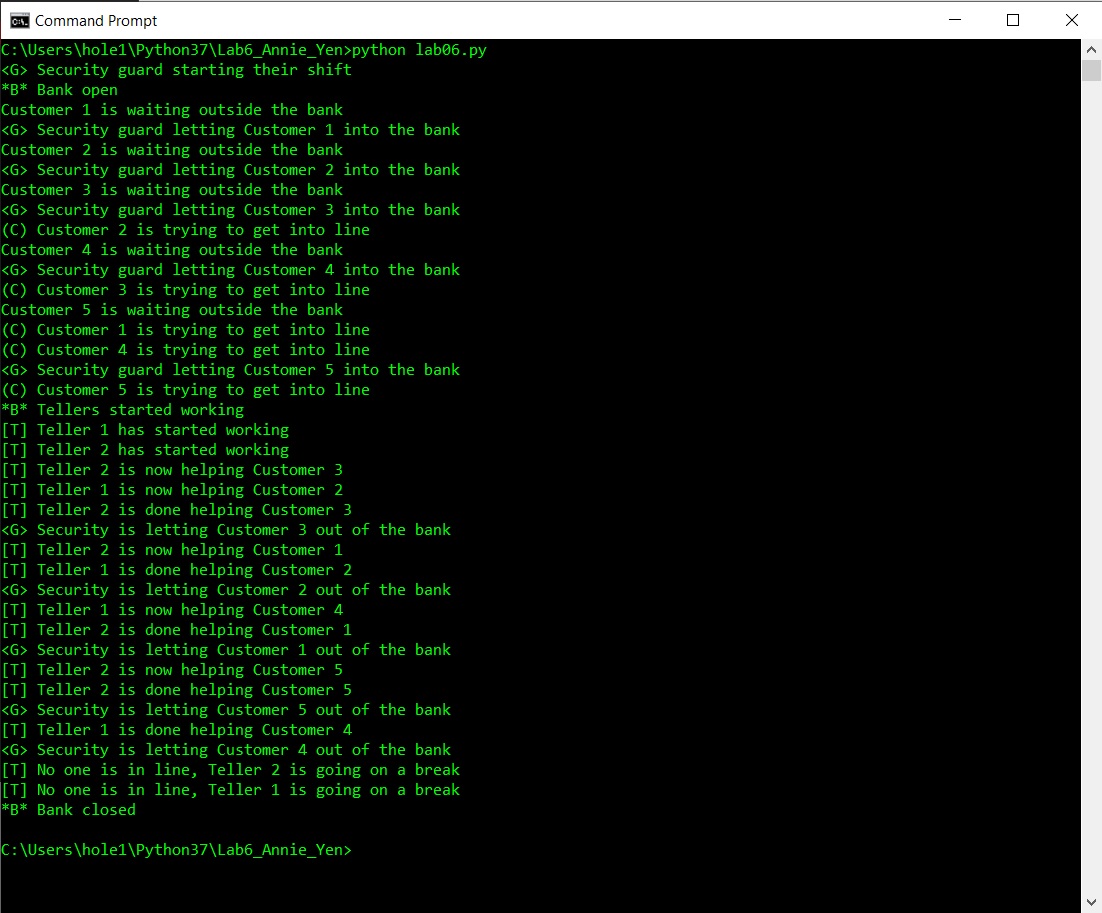 Command Prompt
C:\Users\hole1\Python37\Lab6_Annie_Yen>python lab06.py
<G> Security guard starting their shift
*B* Bank open
Customer 1 is waiting outside the bank
<G> Security guard letting Customer 1 into the bank
Customer 2 is waiting outside the bank
<G> Security guard letting Customer 2 into the bank
Customer 3 is waiting outside the bank
<G> Security guard letting Customer 3 into the bank
(C) Customer 2 is trying to get into line
Customer 4 is waiting outside the bank
<G> Security guard letting Customer 4 into the bank
(C) Customer 3 is trying to get into line
Customer 5 is waiting outside the bank
(C) Customer 1 is trying to get into line
(C) Customer 4 is trying to get into line
<G> Security guard letting Customer 5 into the bank
(C) Customer 5 is trying to get into line
*B* Tellers started working
[T] Teller 1 has started working
[T] Teller 2 has started working
[T] Teller 2 is now helping Customer 3
[T] Teller 1 is now helping Customer 2
[T] Teller 2 is done helping Customer 3
<G> Security is letting Customer 3 out of the bank
[T] Teller 2 is now helping Customer 1
[T] Teller 1 is done helping Customer 2
<G> Security is letting Customer 2 out of the bank
[T] Teller 1 is now helping Customer 4
[T] Teller 2 is done helping Customer 1
<G> Security is letting Customer 1 out of the bank
[T] Teller 2 is now helping Customer 5
[T] Teller 2 is done helping Customer 5
<G> Security is letting Customer 5 out of the bank
[T] Teller 1 is done helping Customer 4
<G> Security is letting Customer 4 out of the bank
[T] No one is in line, Teller 2 is going on a break
[T] No one is in line, Teller 1 is going on a break
*B* Bank closed
C:\Users\hole1\Python37\Lab6_Annie_Yen>